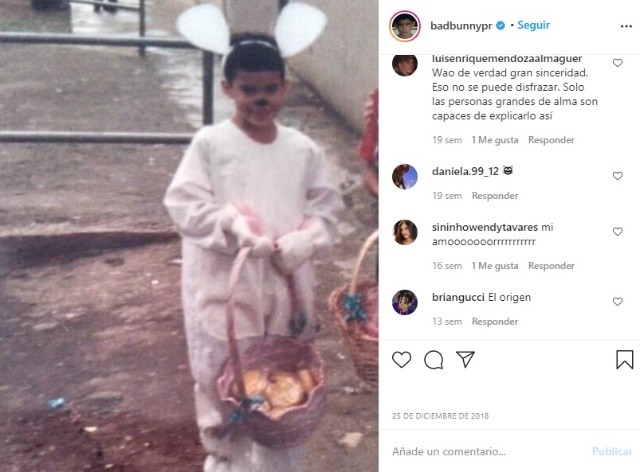 badbunnypr • Seguir
luisenriquemendozaalmaguer
Wao de verdad gran sinceridad.
Eso no se puede disfrazar. Solo
las personas grandes de alma son
capaces de explicarlo así
19 sem 1 Me gusta Responder
daniela.99_12
19 sem Responder
sininhowendytavares mi
amooooooorrrrrrrrrrr
16 sem 1 Me gusta Responder
briangucci El origen
13 sem Responder
25 DE DICIEMBRE DE 2018
Añade un comentario... Publicar